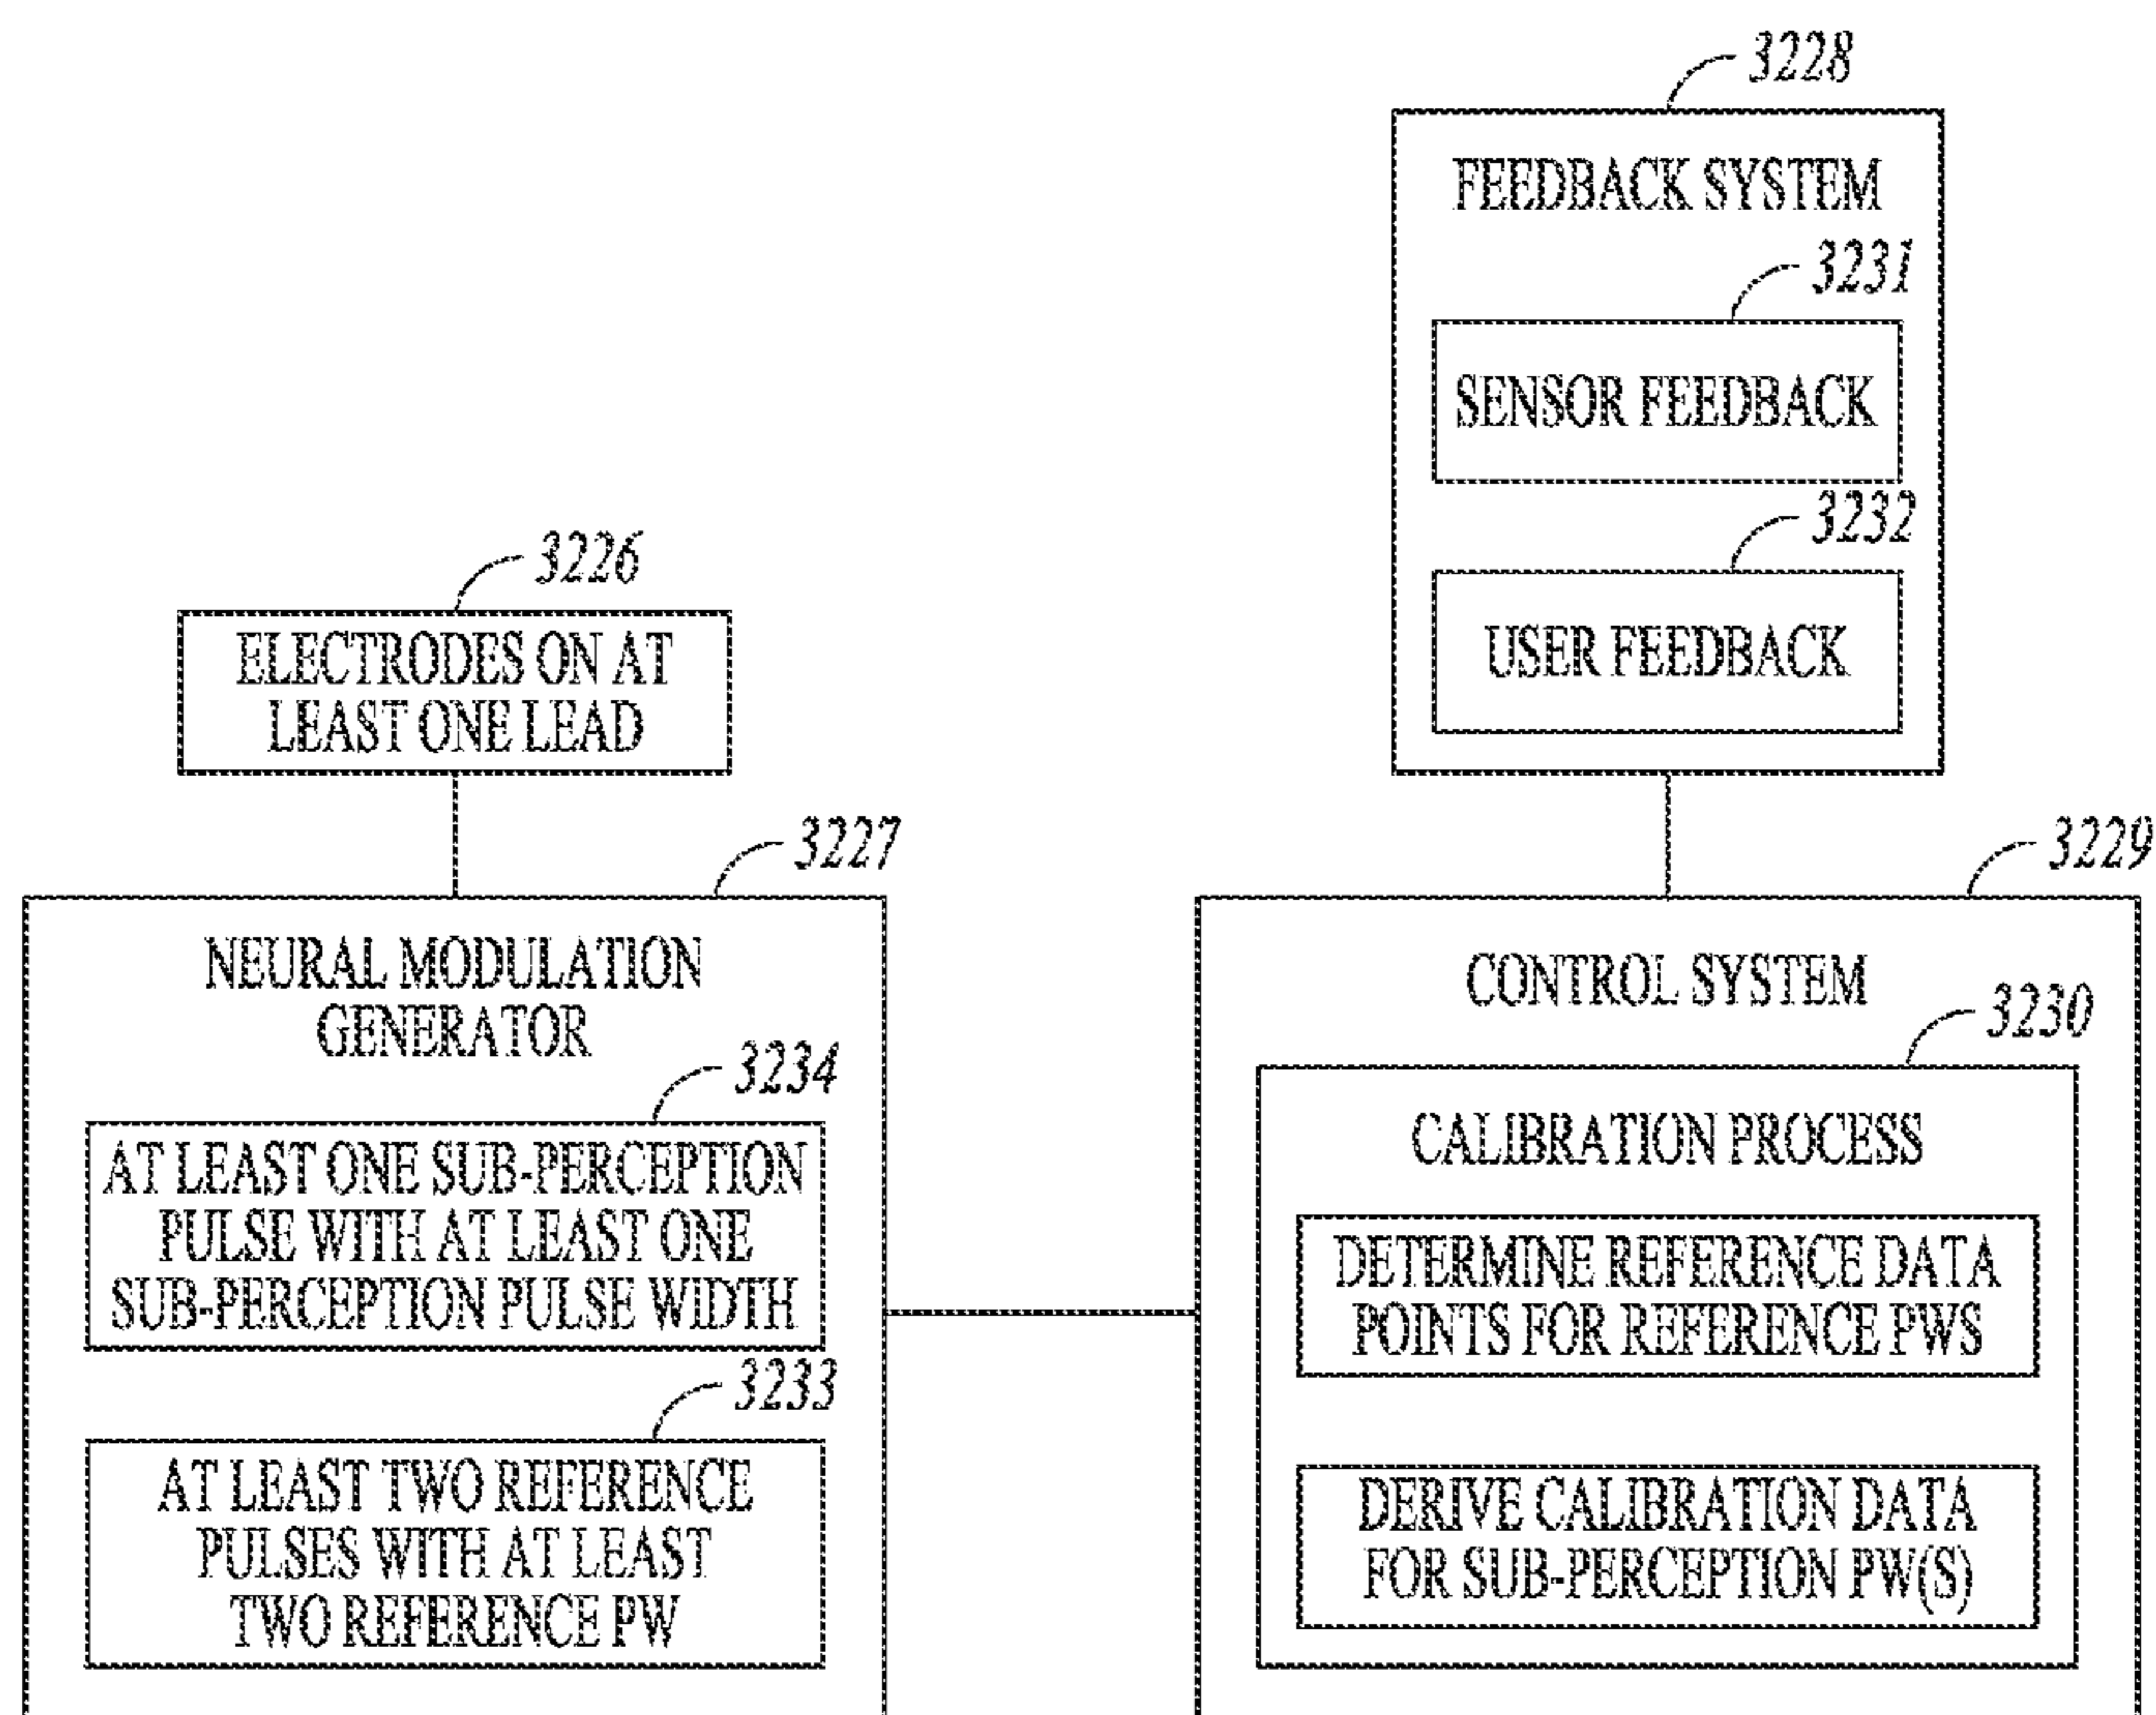 3228
FEEDBACK SYSTEM
3231
SENSOR FEEDBACK
3232
USER FEEDBACK
3226
ELECTRODES ON AT
LEAST ONE LEAD
3227
NEURAL MODULATION
GENERATOR
3234
AT LEAST ONE SUB-PERCEPTION
PULSE WITH AT LEAST ONE
SUB-PERCEPTION PULSE WIDTH
3233
AT LEAST TWO REFERENCE
PULSES WITH AT LEAST
TWO REFERENCE PW
3229
CONTROL SYSTEM
3230
CALIBRATION PROCESS
DETERMINE REFERENCE DATA
POINTS FOR REFERENCE PWS
DERIVE CALIBRATION DATA
FOR SUB-PERCEPTION PW(S)